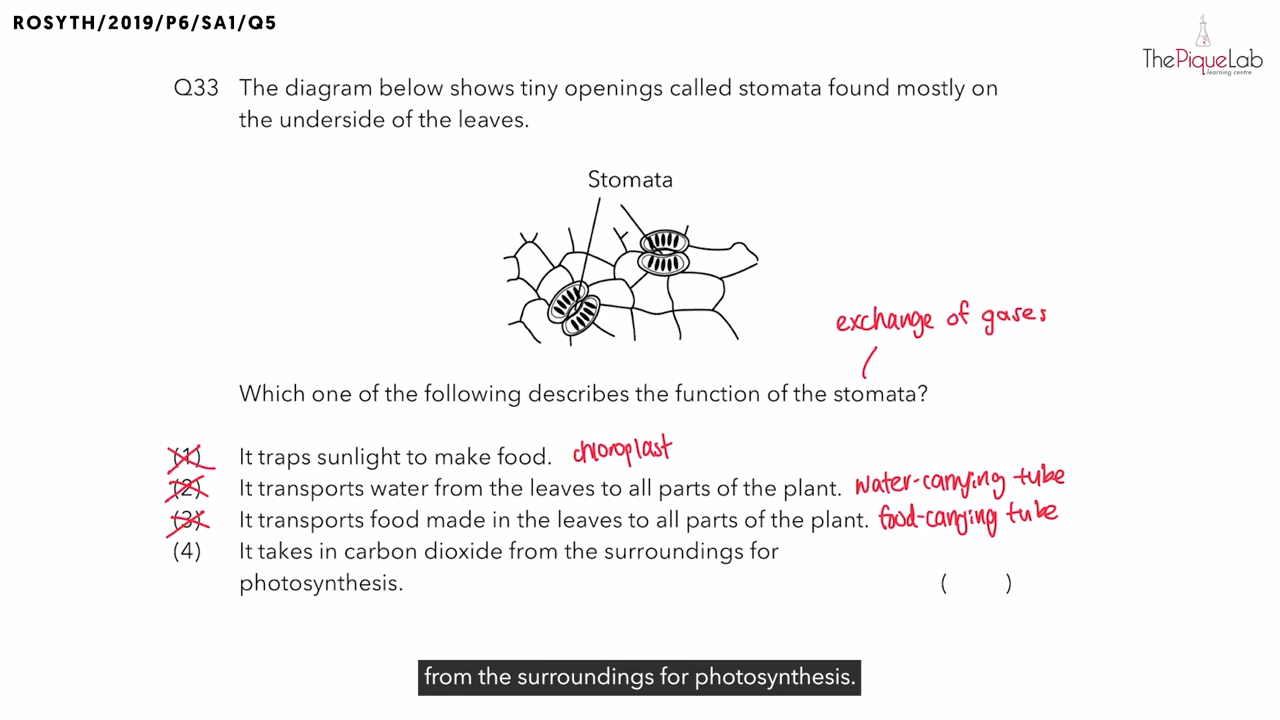 ROSYTH/2019/P6/SA1/Q5
ThePiqueLab
learning centre
Q33 The diagram below shows tiny openings called stomata found mostly on
the underside of the leaves.
Stomata
exchange of gases
Which one of the following describes the function of the stomata?
(1) It traps sunlight to make food. chloroplast
(2) It transports water from the leaves to all parts of the plant. water-carrying tube
(3) It transports food made in the leaves to all parts of the plant. food-carrying tube
(4) It takes in carbon dioxide from the surroundings for
photosynthesis. ( )
from the surroundings for photosynthesis.